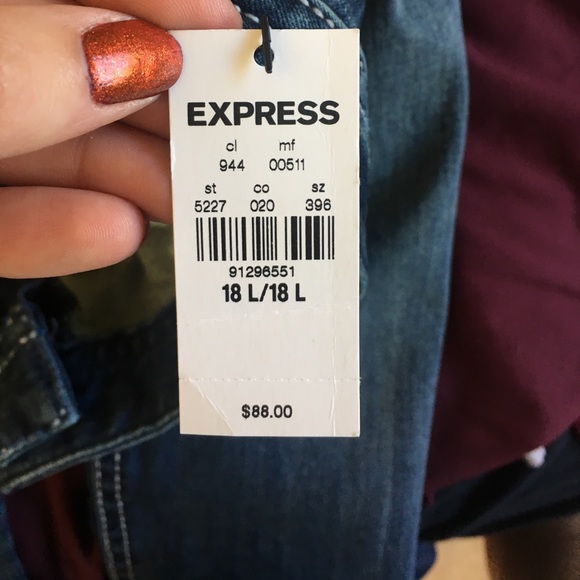 EXPRESS
cl mf
944 00511
st co sz
5227 020 396
91296551
18 L/18 L
$88.00